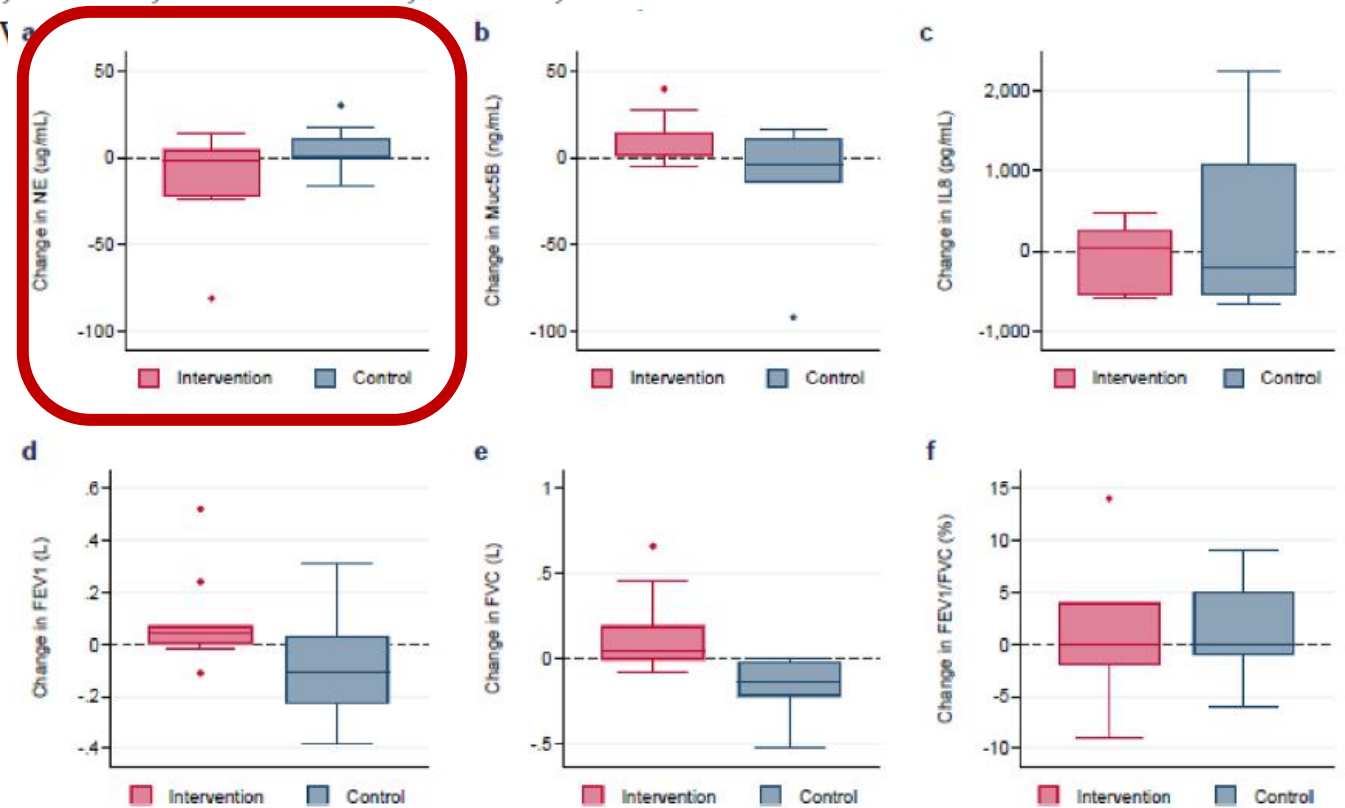 a
Change in NE (ug/mL)
50
0
-50
-100
Intervention Control
b
Change in Muc5B (ng/mL)
50
0
-50
-100
Intervention Control
c
Change in IL8 (pg/mL)
2,000
1,000
0
-1,000
Intervention Control
d
Change in FEV1 (L)
.6
.4
.2
0
-.2
-.4
Intervention Control
e
Change in FVC (L)
1
.5
0
-.5
Intervention Control
f
Change in FEV1/FVC (%)
15
10
5
0
-5
-10
Intervention Control